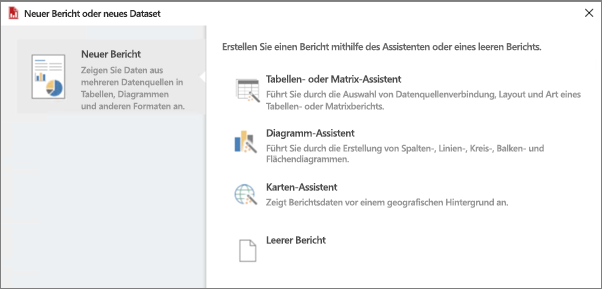 Neuer Bericht oder neues Dataset
Neuer Bericht
Zeigen Sie Daten aus
mehreren Datenquellen in
Tabellen, Diagrammen
und anderen Formaten an.
Erstellen Sie einen Bericht mithilfe des Assistenten oder eines leeren Berichts.
Tabellen- oder Matrix-Assistent
Führt Sie durch die Auswahl von Datenquellenverbindung, Layout und Art eines
Tabellen- oder Matrixberichts.
Diagramm-Assistent
Führt Sie durch die Erstellung von Spalten-, Linien-, Kreis-, Balken- und
Flächendiagrammen.
Karten-Assistent
Zeigt Berichtsdaten vor einem geografischen Hintergrund an.
Leerer Bericht